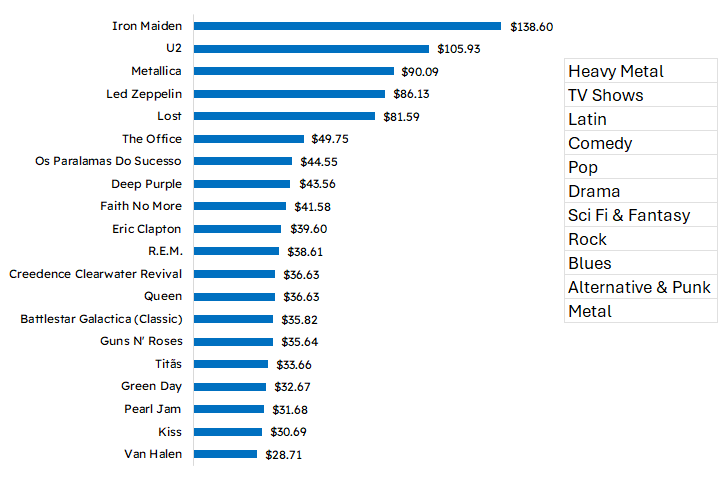 Iron Maiden $138.60
U2 $105.93
Metallica $90.09
Led Zeppelin $86.13
Lost $81.59
The Office $49.75
Os Paralamas Do Sucesso $44.55
Deep Purple $43.56
Faith No More $41.58
Eric Clapton $39.60
R.E.M. $38.61
Creedence Clearwater Revival $36.63
Queen $36.63
Battlestar Galactica (Classic) $35.82
Guns N' Roses $35.64
Titãs $33.66
Green Day $32.67
Pearl Jam $31.68
Kiss $30.69
Van Halen $28.71
Heavy Metal
TV Shows
Latin
Comedy
Pop
Drama
Sci Fi & Fantasy
Rock
Blues
Alternative & Punk
Metal